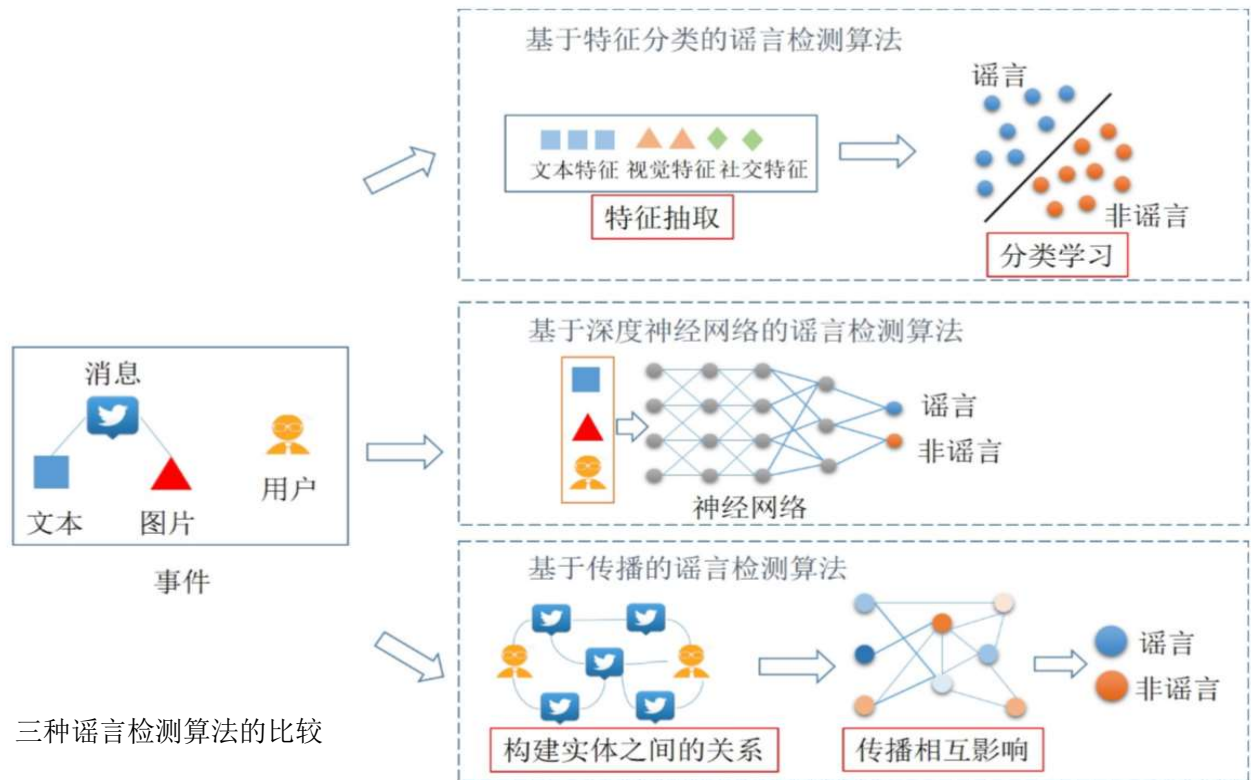 基于特征分类的谣言检测算法
谣言
文本特征 视觉特征 社交特征
特征抽取
非谣言
分类学习
基于深度神经网络的谣言检测算法
消息
谣言
非谣言
用户
文本
图片
神经网络
事件
基于传播的谣言检测算法
谣言
非谣言
三种谣言检测算法的比较
构建实体之间的关系
传播相互影响